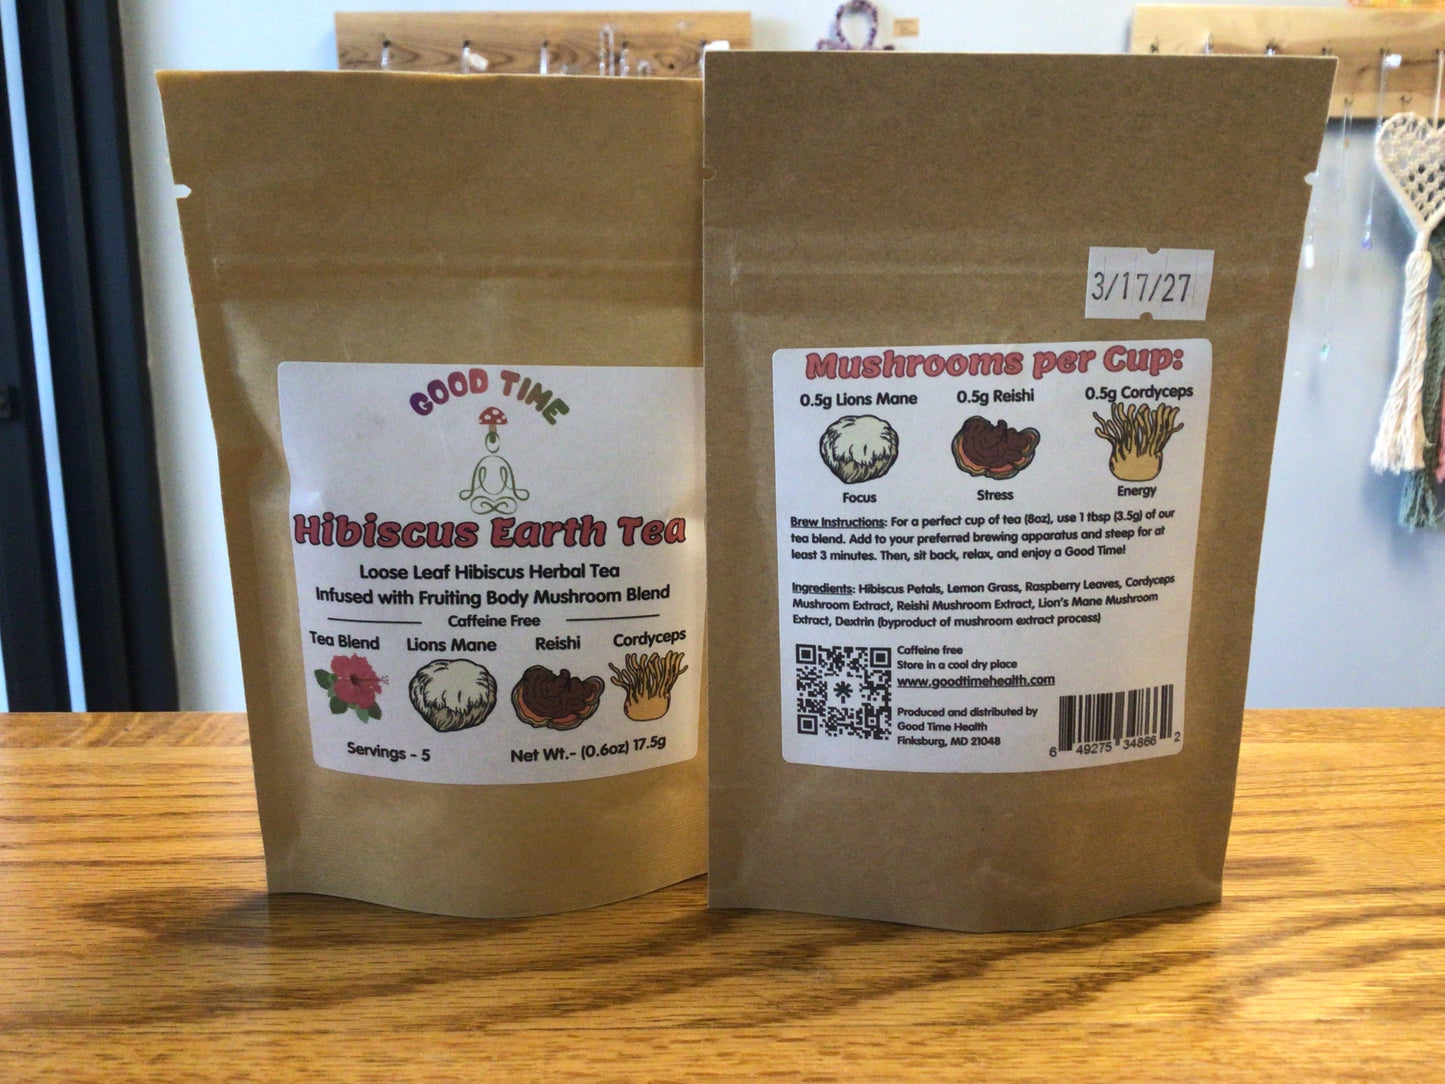 GOOD TIME
Hibiscus Earth Tea
Loose Leaf Hibiscus Herbal Tea
Infused with Fruiting Body Mushroom Blend
Caffeine Free
Tea Blend Lions Mane Reishi Cordyceps
Servings - 5 Net Wt.- (0.6oz) 17.5g
3/17/27
Mushrooms per Cup:
0.5g Lions Mane 0.5g Reishi 0.5g Cordyceps
Focus Stress Energy
Brew Instructions: For a perfect cup of tea (8oz), use 1 tbsp (3.5g) of our
tea blend. Add to your preferred brewing apparatus and steep for at
least 3 minutes. Then, sit back, relax, and enjoy a Good Time!
Ingredients: Hibiscus Petals, Lemon Grass, Raspberry Leaves, Cordyceps
Mushroom Extract, Reishi Mushroom Extract, Lion's Mane Mushroom
Extract, Dextrin (byproduct of mushroom extract process)
Caffeine free
Store in a cool dry place
www.goodtimehealth.com
Produced and distributed by
Good Time Health
Finksburg, MD 21048
6 49275 34866 2